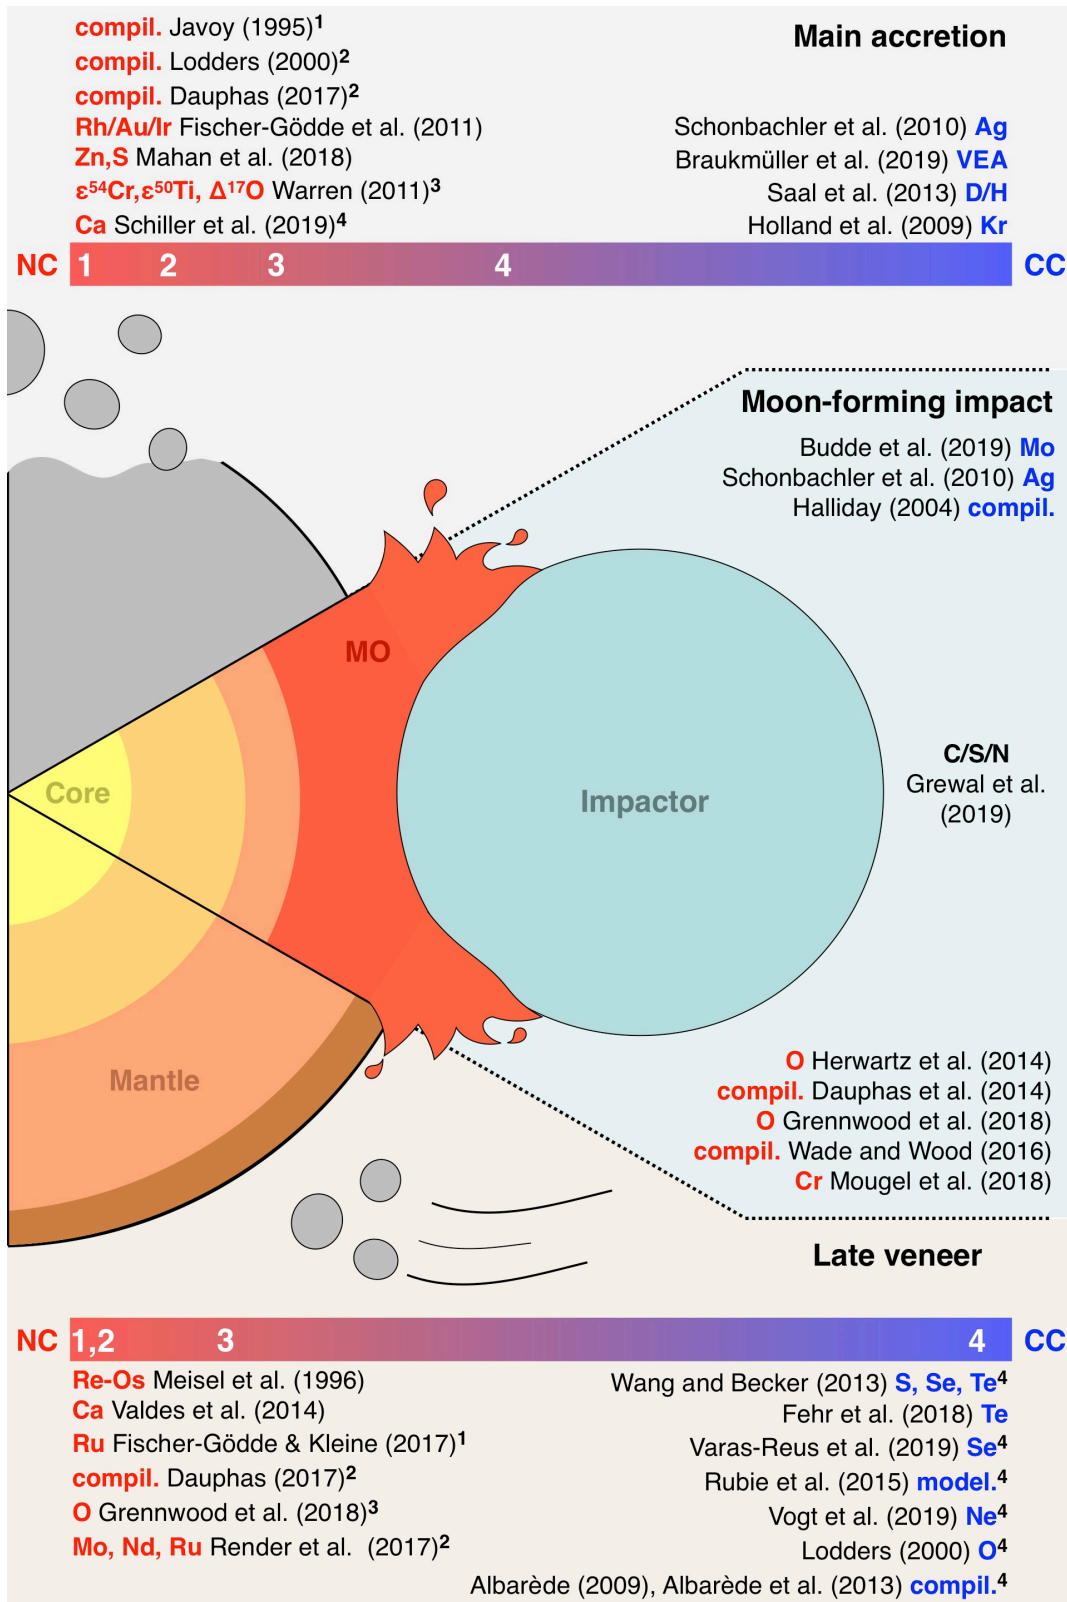 compil. Javoy (1995)1
compil. Lodders (2000)2
compil. Dauphas (2017)2
Rh/Au/Ir Fischer-Gödde et al. (2011)
Zn,S Mahan et al. (2018)
ε54Cr,ε50Ti, Δ17O Warren (2011)3
Ca Schiller et al. (2019)4
Main accretion
Schonbachler et al. (2010) Ag
Braukmüller et al. (2019) VEA
Saal et al. (2013) D/H
Holland et al. (2009) Kr
NC 1 2 3 4 CC
Moon-forming impact
Budde et al. (2019) Mo
Schonbachler et al. (2010) Ag
Halliday (2004) compil.
MO
Core
Impactor
C/S/N
Grewal et al.
(2019)
Mantle
O Herwartz et al. (2014)
compil. Dauphas et al. (2014)
O Grennwood et al. (2018)
compil. Wade and Wood (2016)
Cr Mougel et al. (2018)
Late veneer
NC 1,2 3 4 CC
Re-Os Meisel et al. (1996)
Ca Valdes et al. (2014)
Ru Fischer-Gödde & Kleine (2017)1
compil. Dauphas (2017)2
O Grennwood et al. (2018)3
Mo, Nd, Ru Render et al. (2017)2
Wang and Becker (2013) S, Se, Te4
Fehr et al. (2018) Te
Varas-Reus et al. (2019) Se4
Rubie et al. (2015) model.4
Vogt et al. (2019) Ne4
Lodders (2000) O4
Albarède (2009), Albarède et al. (2013) compil.4